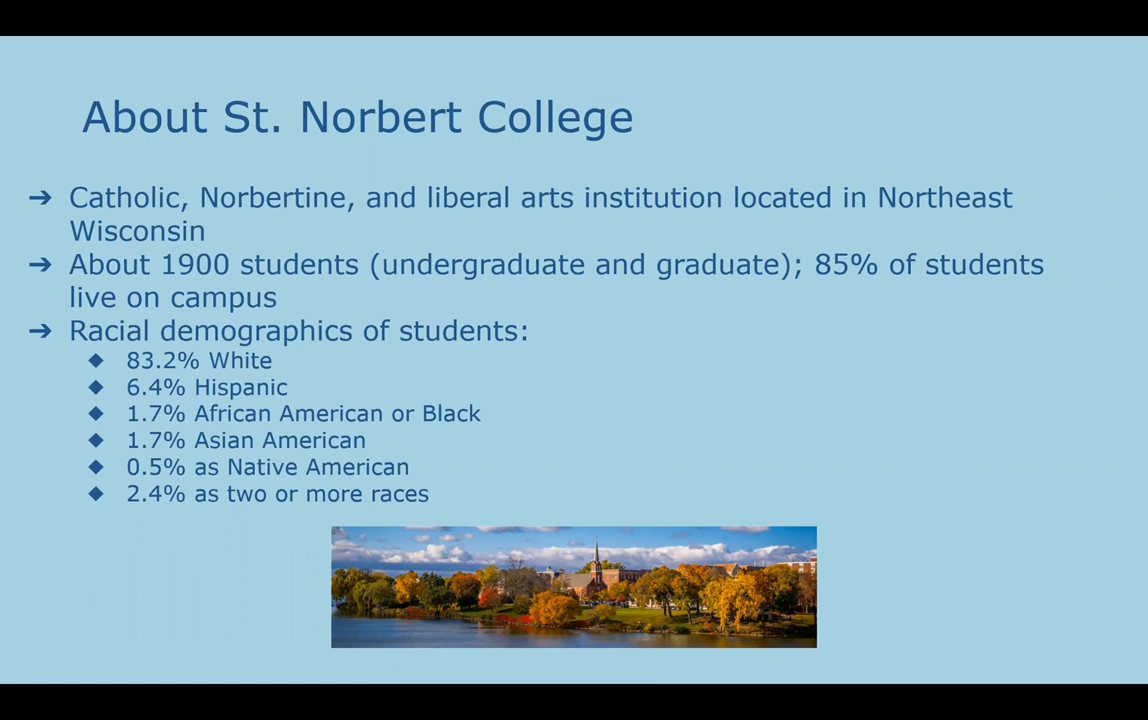 About St. Norbert College
➔ Catholic, Norbertine, and liberal arts institution located in Northeast
Wisconsin
➔ About 1900 students (undergraduate and graduate); 85% of students
live on campus
➔ Racial demographics of students:
◆ 83.2% White
◆ 6.4% Hispanic
◆ 1.7% African American or Black
◆ 1.7% Asian American
◆ 0.5% as Native American
◆ 2.4% as two or more races